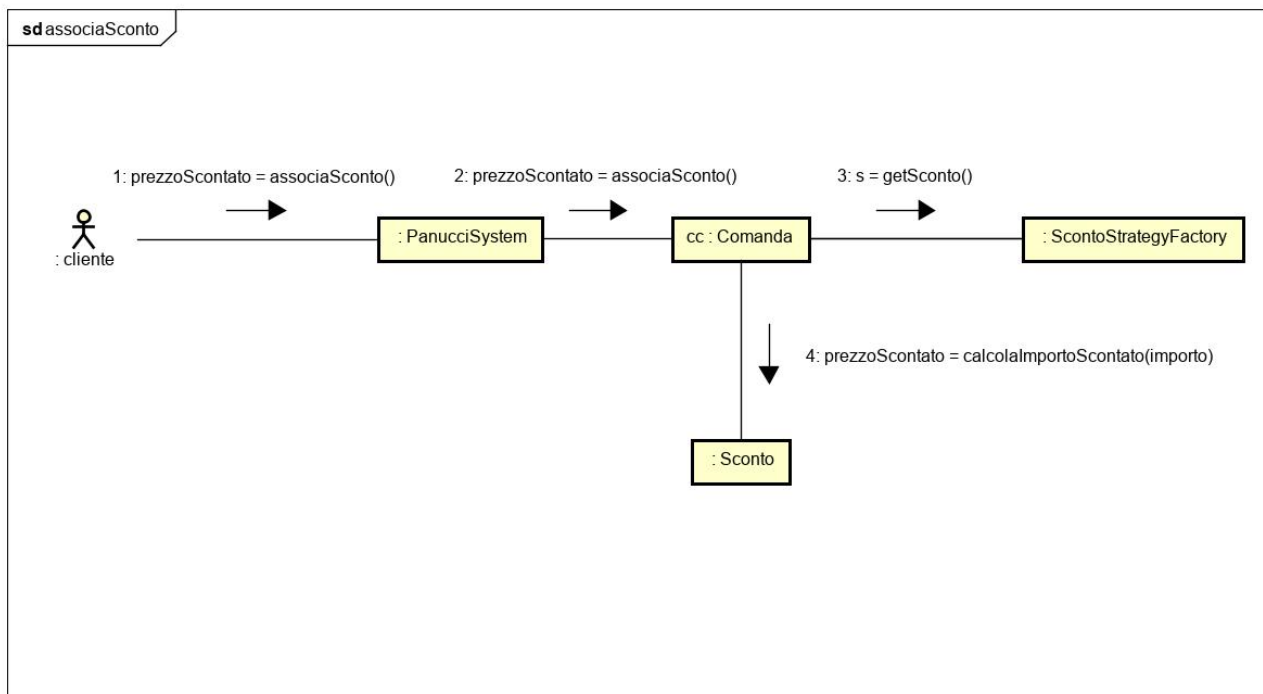 sd associaSconto
1: prezzoScontato = associaSconto()
2: prezzoScontato = associaSconto()
3: s = getSconto()
: cliente
: PanucciSystem
cc : Comanda
: ScontoStrategyFactory
4: prezzoScontato = calcolaImportoScontato(importo)
: Sconto